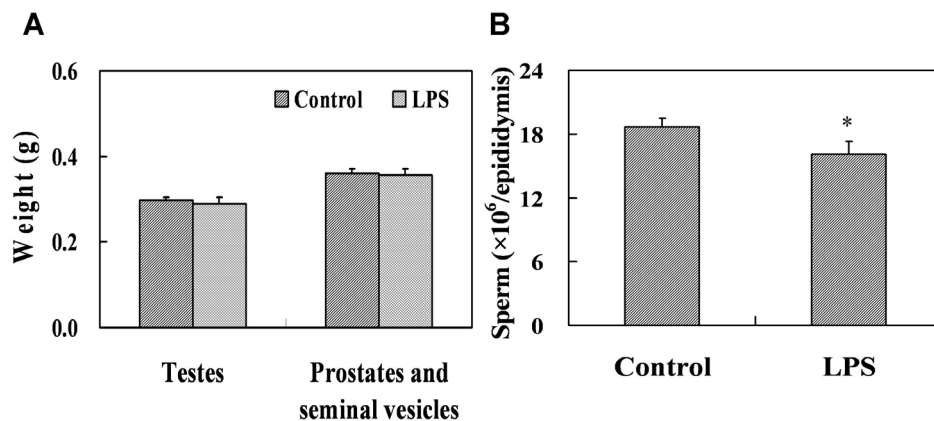 A
Weight (g)
0.6
0.4
0.2
0.0
Control LPS
Testes
Prostates and
seminal vesicles
B
Sperm (×10⁶/epididymis)
24
18
12
6
0
*
Control
LPS